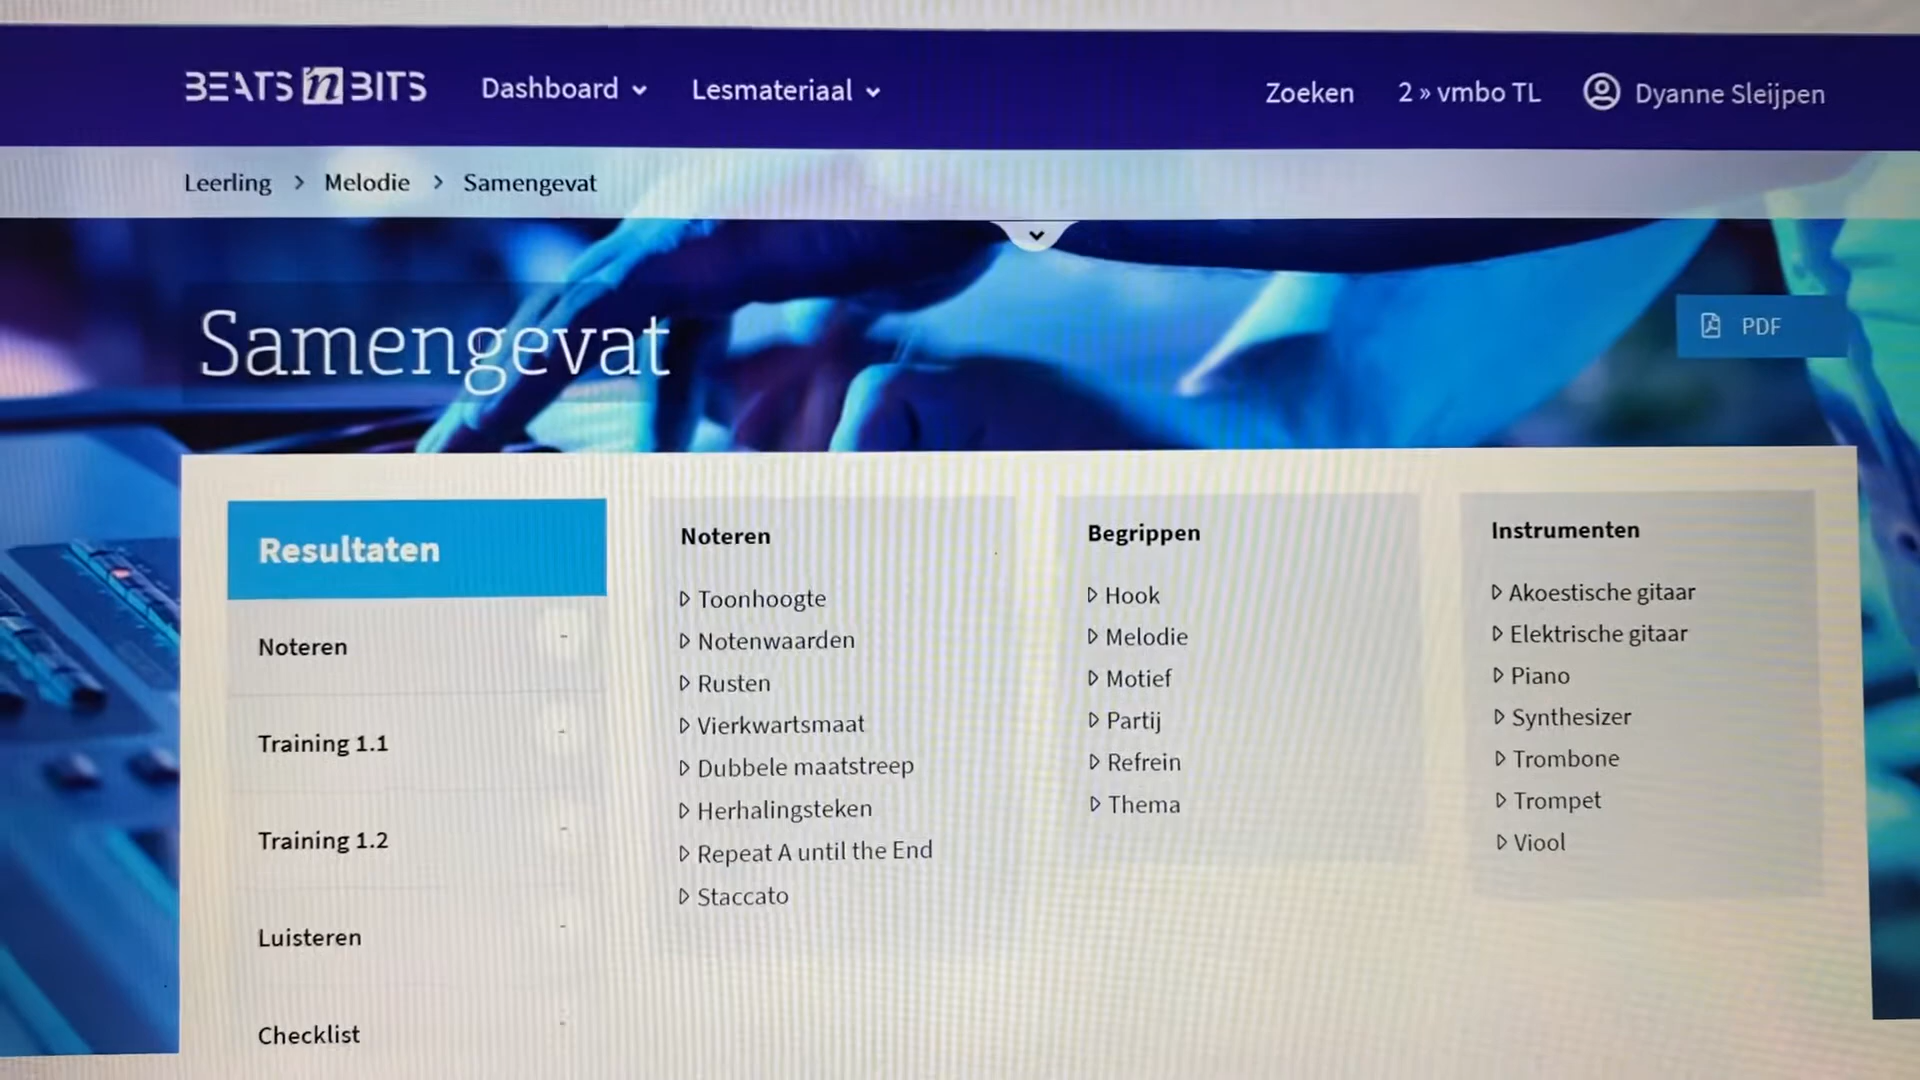 BEATS 'n BITS Dashboard Lesmateriaal Zoeken 2 » vmbo TL Dyanne Sleijpen
Leerling > Melodie > Samengevat
Samengevat
PDF
Resultaten
Noteren -
Training 1.1 -
Training 1.2 -
Luisteren -
Checklist -
Noteren
Toonhoogte
Notenwaarden
Rusten
Vierkwartsmaat
Dubbele maatstreep
Herhalingsteken
Repeat A until the End
Staccato
Begrippen
Hook
Melodie
Motief
Partij
Refrein
Thema
Instrumenten
Akoestische gitaar
Elektrische gitaar
Piano
Synthesizer
Trombone
Trompet
Viool